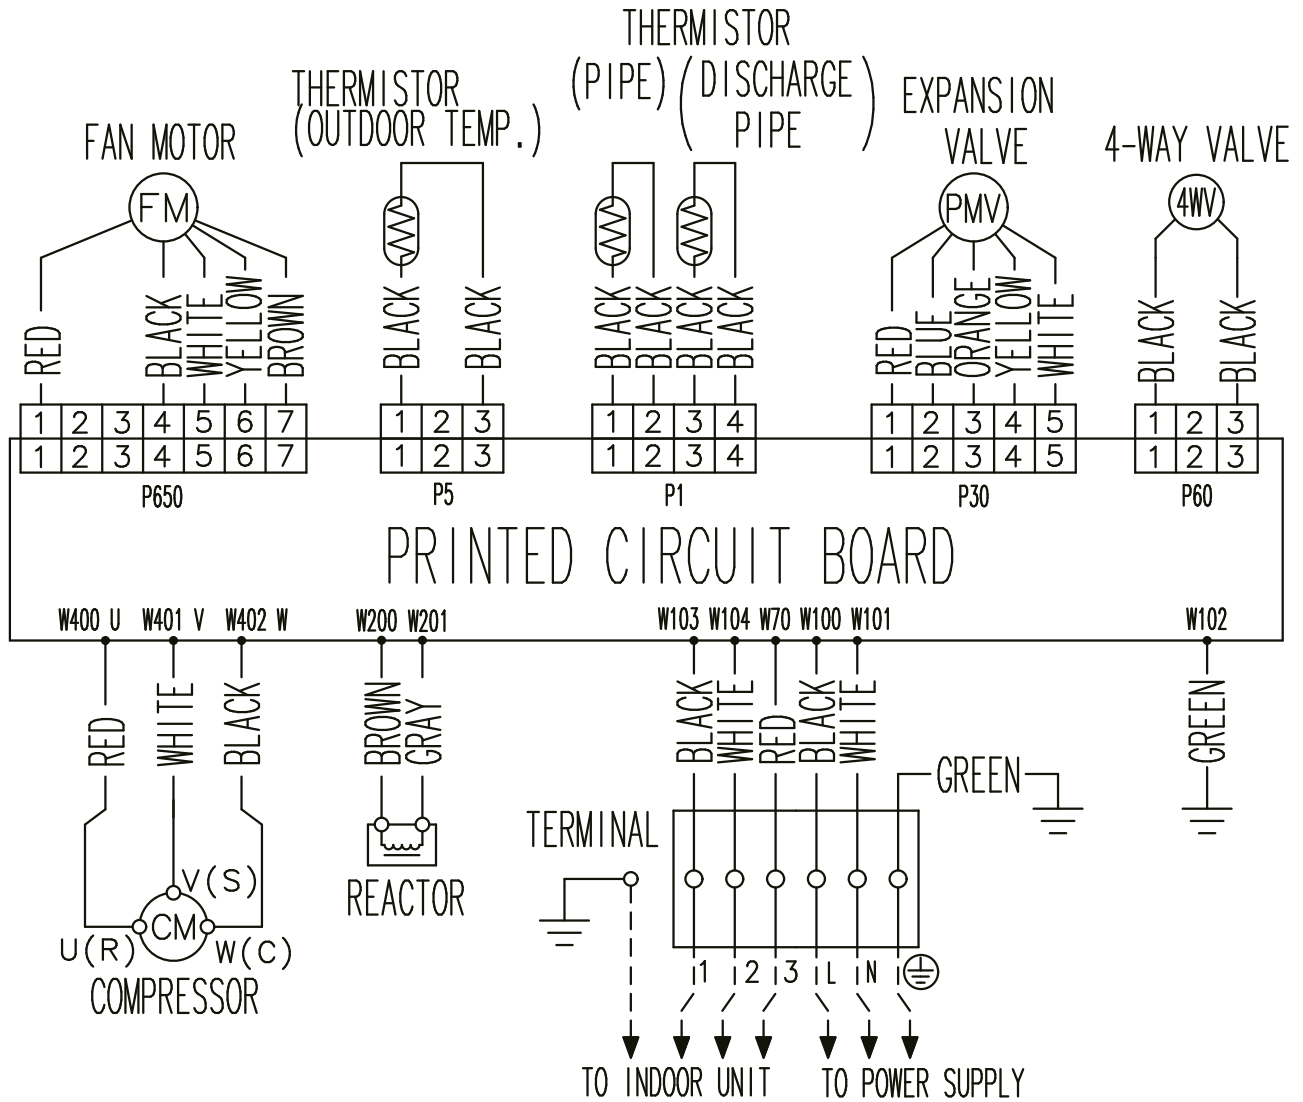 THERMISTOR
(PIPE) (DISCHARGE PIPE)
THERMISTOR
(OUTDOOR TEMP.)
EXPANSION
VALVE
FAN MOTOR
4-WAY VALVE
FM
PMV
4WV
RED BLACK WHITE YELLOW BROWN
BLACK BLACK
BLACK BLACK BLACK BLACK
RED BLUE ORANGE YELLOW WHITE
BLACK BLACK
1 2 3 4 5 6 7
1 2 3
1 2 3 4
1 2 3 4 5
1 2 3
1 2 3 4 5 6 7
1 2 3
1 2 3 4
1 2 3 4 5
1 2 3
P650
P5
P1
P30
P60
PRINTED CIRCUIT BOARD
W400 U W401 V W402 W
W200 W201
W103 W104 W70 W100 W101
W102
RED WHITE BLACK
BROWN GRAY
BLACK WHITE RED BLACK WHITE
GREEN
GREEN
TERMINAL
V(S)
CM
U(R)
W(C)
COMPRESSOR
REACTOR
1 2 3 L N
TO INDOOR UNIT
TO POWER SUPPLY